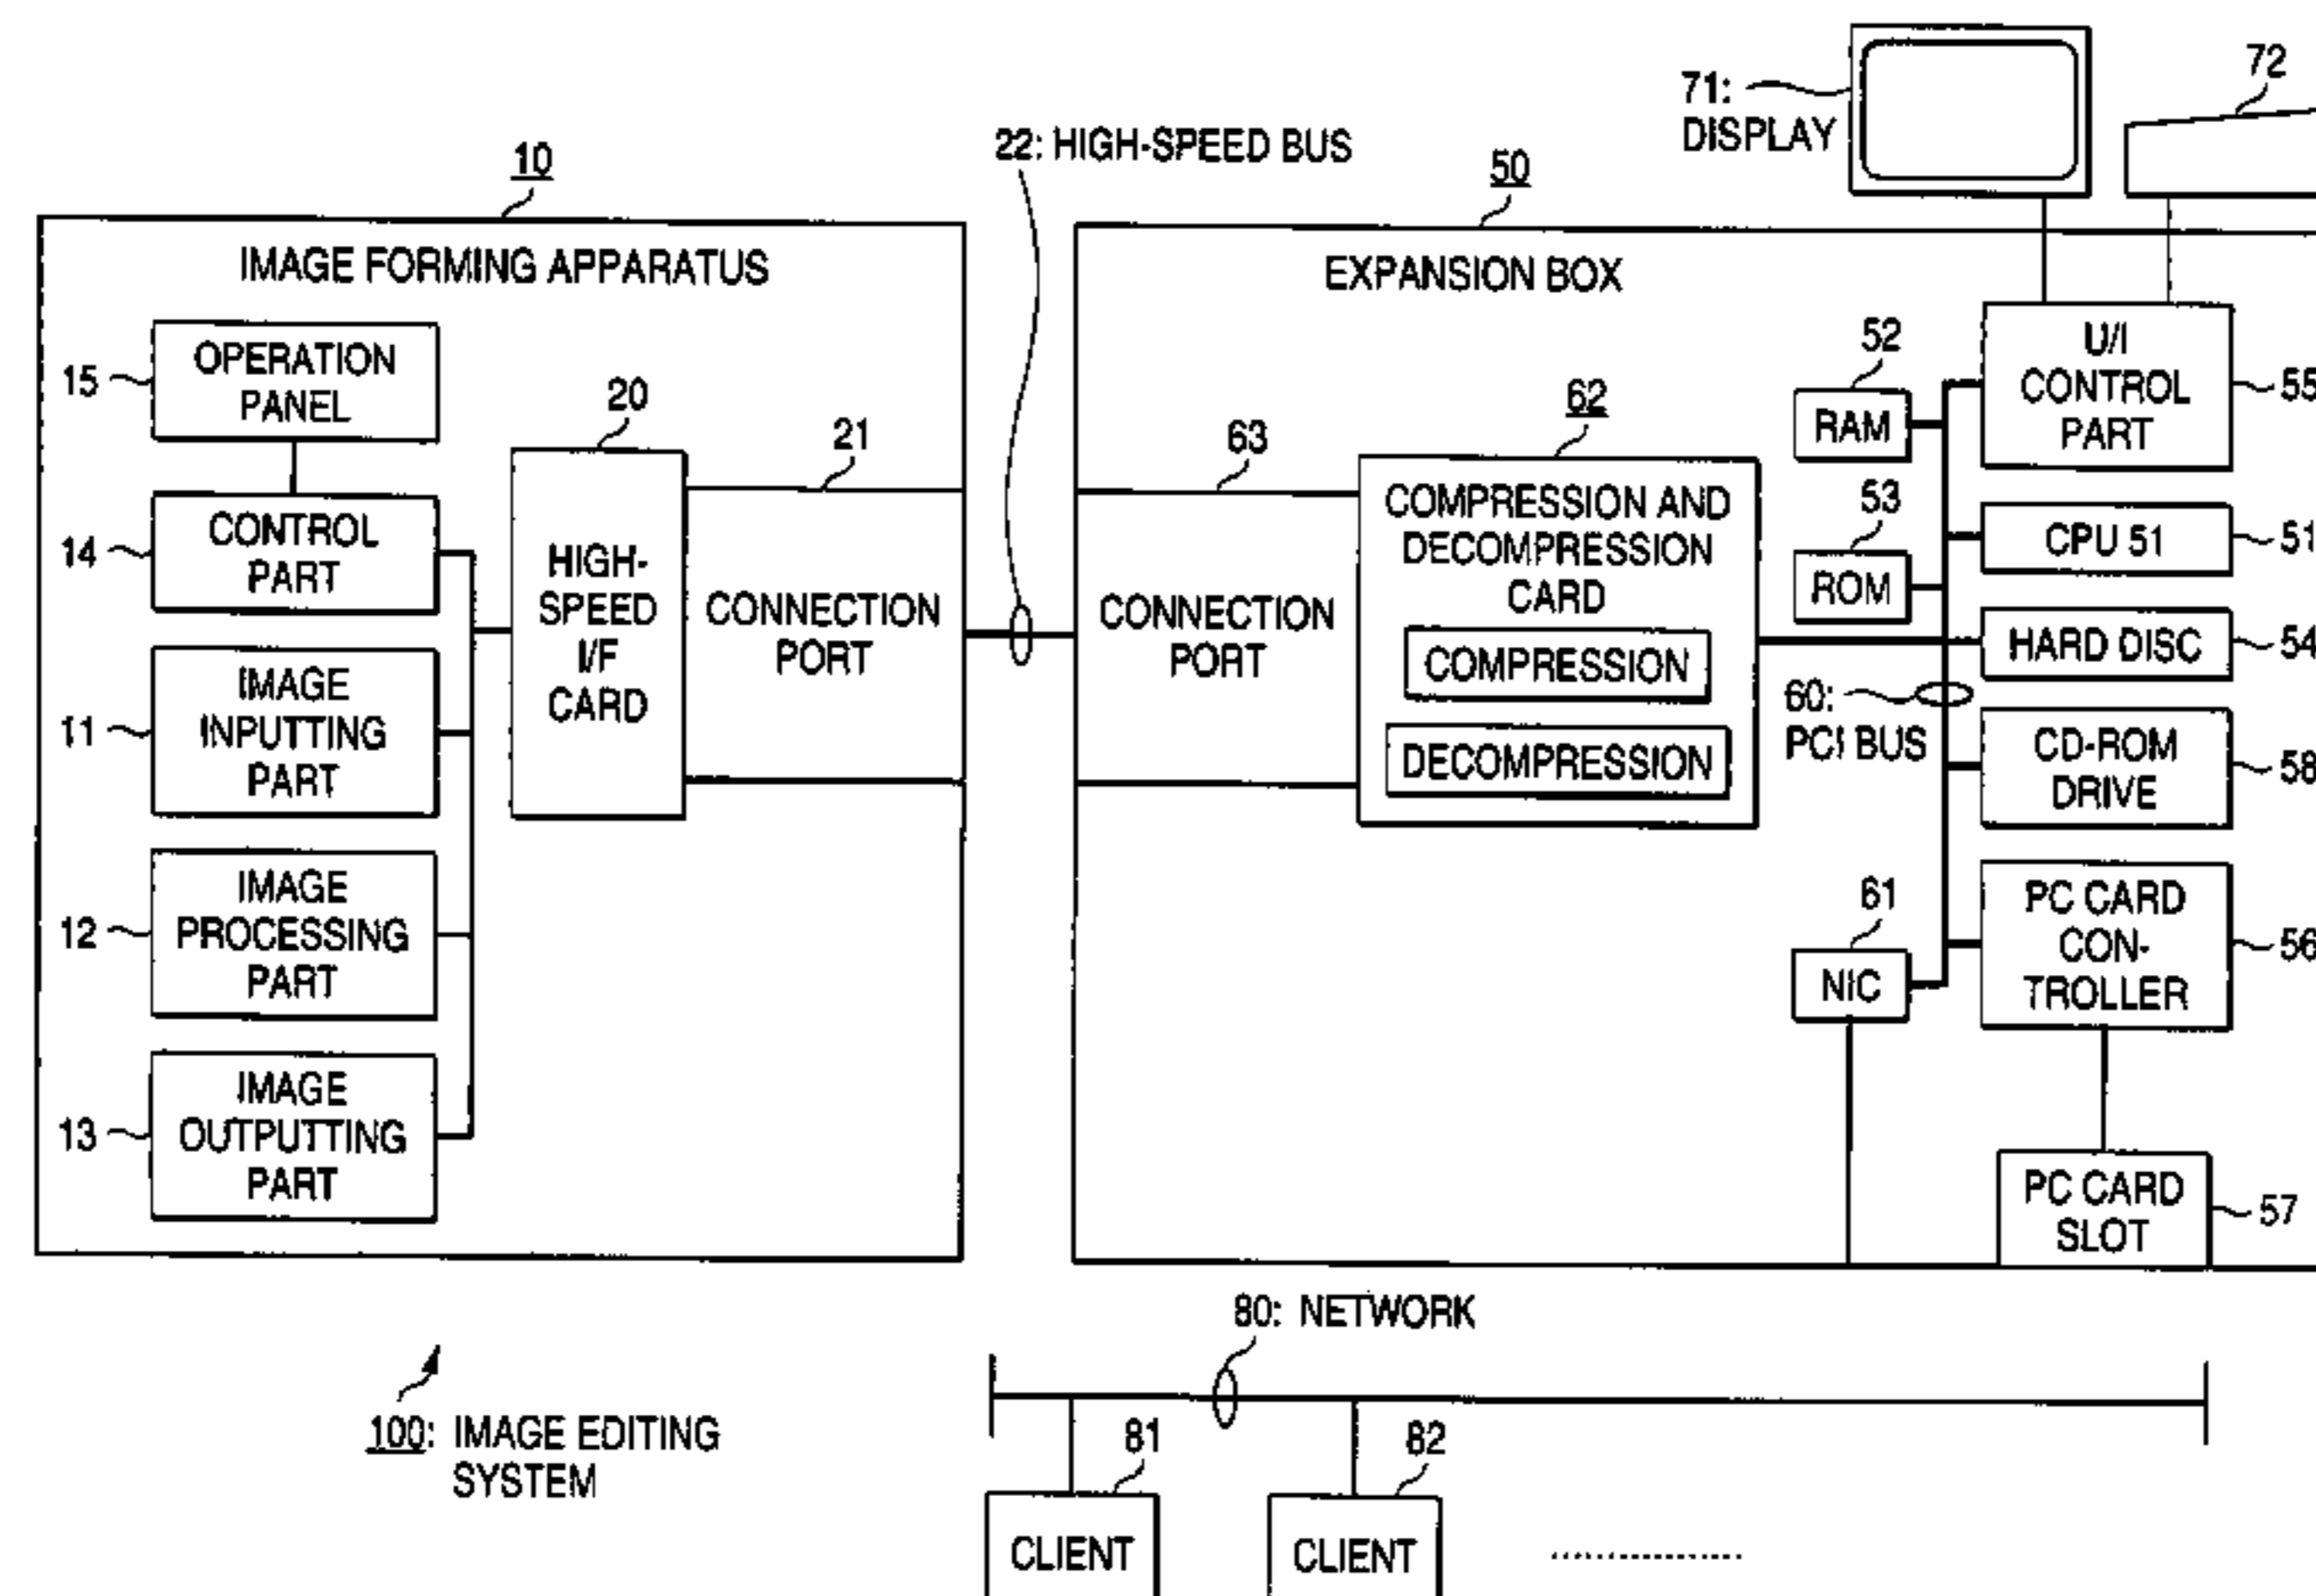 71:
DISPLAY
72
10
22: HIGH-SPEED BUS
50
IMAGE FORMING APPARATUS
EXPANSION BOX
15
OPERATION
PANEL
14
CONTROL
PART
11
IMAGE
INPUTTING
PART
12
IMAGE
PROCESSING
PART
13
IMAGE
OUTPUTTING
PART
20
HIGH-
SPEED
I/F
CARD
21
CONNECTION
PORT
63
CONNECTION
PORT
62
COMPRESSION AND
DECOMPRESSION
CARD
COMPRESSION
DECOMPRESSION
52
RAM
53
ROM
60:
PCI BUS
61
NIC
U/I
CONTROL
PART
55
CPU 51
51
HARD DISC
54
CD-ROM
DRIVE
58
PC CARD
CON-
TROLLER
56
PC CARD
SLOT
57
80: NETWORK
100: IMAGE EDITING
SYSTEM
81
CLIENT
82
CLIENT